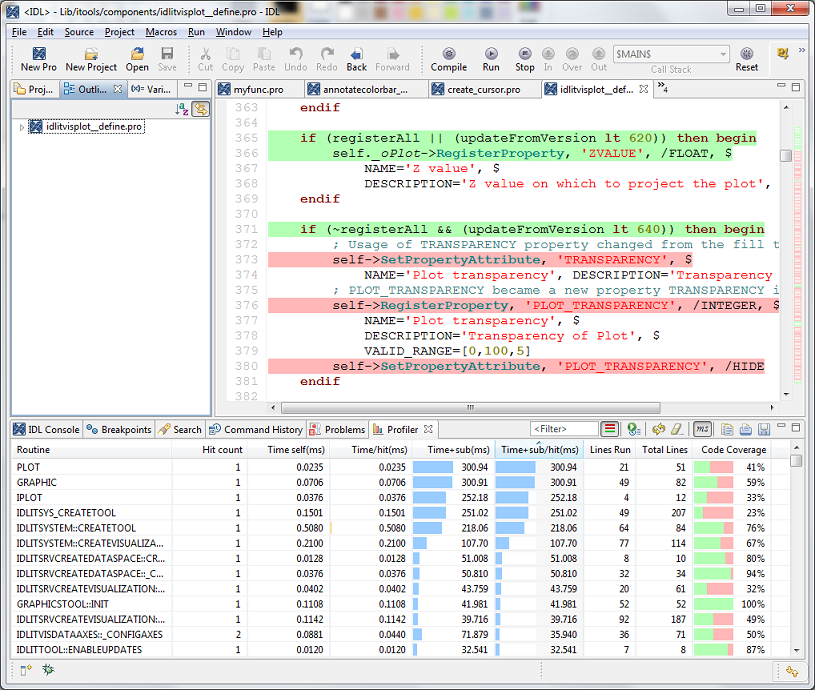 <IDL> - Lib/itools/components/idlitvisplot__define.pro - IDL
File Edit Source Project Macros Run Window Help
New Pro New Project Open Save Cut Copy Paste Undo Redo Back Forward Compile Run Stop In Over Out $MAIN$ Call Stack Reset
Proj... Outli... Vari... myfunc.pro annotatecolorbar_... create_cursor.pro idlitvisplot__def... 4
idlitvisplot__define.pro
363 endif
364
365 if (registerAll || (updateFromVersion lt 620)) then begin
366 self._oPlot->RegisterProperty, 'ZVALUE', /FLOAT, $
367 NAME='Z value', $
368 DESCRIPTION='Z value on which to project the plot',
369 endif
370
371 if (~registerAll && (updateFromVersion lt 640)) then begin
372 ; Usage of TRANSPARENCY property changed from the fill t
373 self->SetPropertyAttribute, 'TRANSPARENCY', $
374 NAME='Plot transparency', DESCRIPTION='Transparency
375 ; PLOT_TRANSPARENCY became a new property TRANSPARENCY i
376 self->RegisterProperty, 'PLOT_TRANSPARENCY', /INTEGER, $
377 NAME='Plot transparency', $
378 DESCRIPTION='Transparency of Plot', $
379 VALID_RANGE=[0,100,5]
380 self->SetPropertyAttribute, 'PLOT_TRANSPARENCY', /HIDE
381 endif
382
IDL Console Breakpoints Search Command History Problems Profiler <Filter> ms
Routine Hit count Time self(ms) Time/hit(ms) Time+sub(ms) Time+sub/hit(ms) Lines Run Total Lines Code Coverage
PLOT 1 0.0235 0.0235 300.94 300.94 21 51 41%
GRAPHIC 1 0.0706 0.0706 300.91 300.91 49 82 59%
IPLOT 1 0.0376 0.0376 252.18 252.18 4 12 33%
IDLITSYS_CREATETOOL 1 0.1501 0.1501 251.02 251.02 49 207 23%
IDLITSYSTEM::CREATETOOL 1 0.5080 0.5080 218.06 218.06 64 84 76%
IDLITSYSTEM::CREATEVISUALIZA... 1 0.2100 0.2100 107.70 107.70 77 114 67%
IDLITSRVCREATEDATASPACE::CR... 1 0.0128 0.0128 51.008 51.008 8 10 80%
IDLITSRVCREATEDATASPACE::_C... 1 0.0376 0.0376 50.810 50.810 32 34 94%
IDLITSRVCREATEVISUALIZATION:... 1 0.0402 0.0402 43.759 43.759 20 61 32%
GRAPHICSTOOL::INIT 1 0.1108 0.1108 41.981 41.981 52 52 100%
IDLITSRVCREATEVISUALIZATION:... 1 0.1142 0.1142 39.716 39.716 92 187 49%
IDLITVISDATAAXES::_CONFIGAXES 2 0.0881 0.0440 71.879 35.940 36 71 50%
IDLITTOOL::ENABLEUPDATES 1 0.0120 0.0120 32.541 32.541 7 8 87%